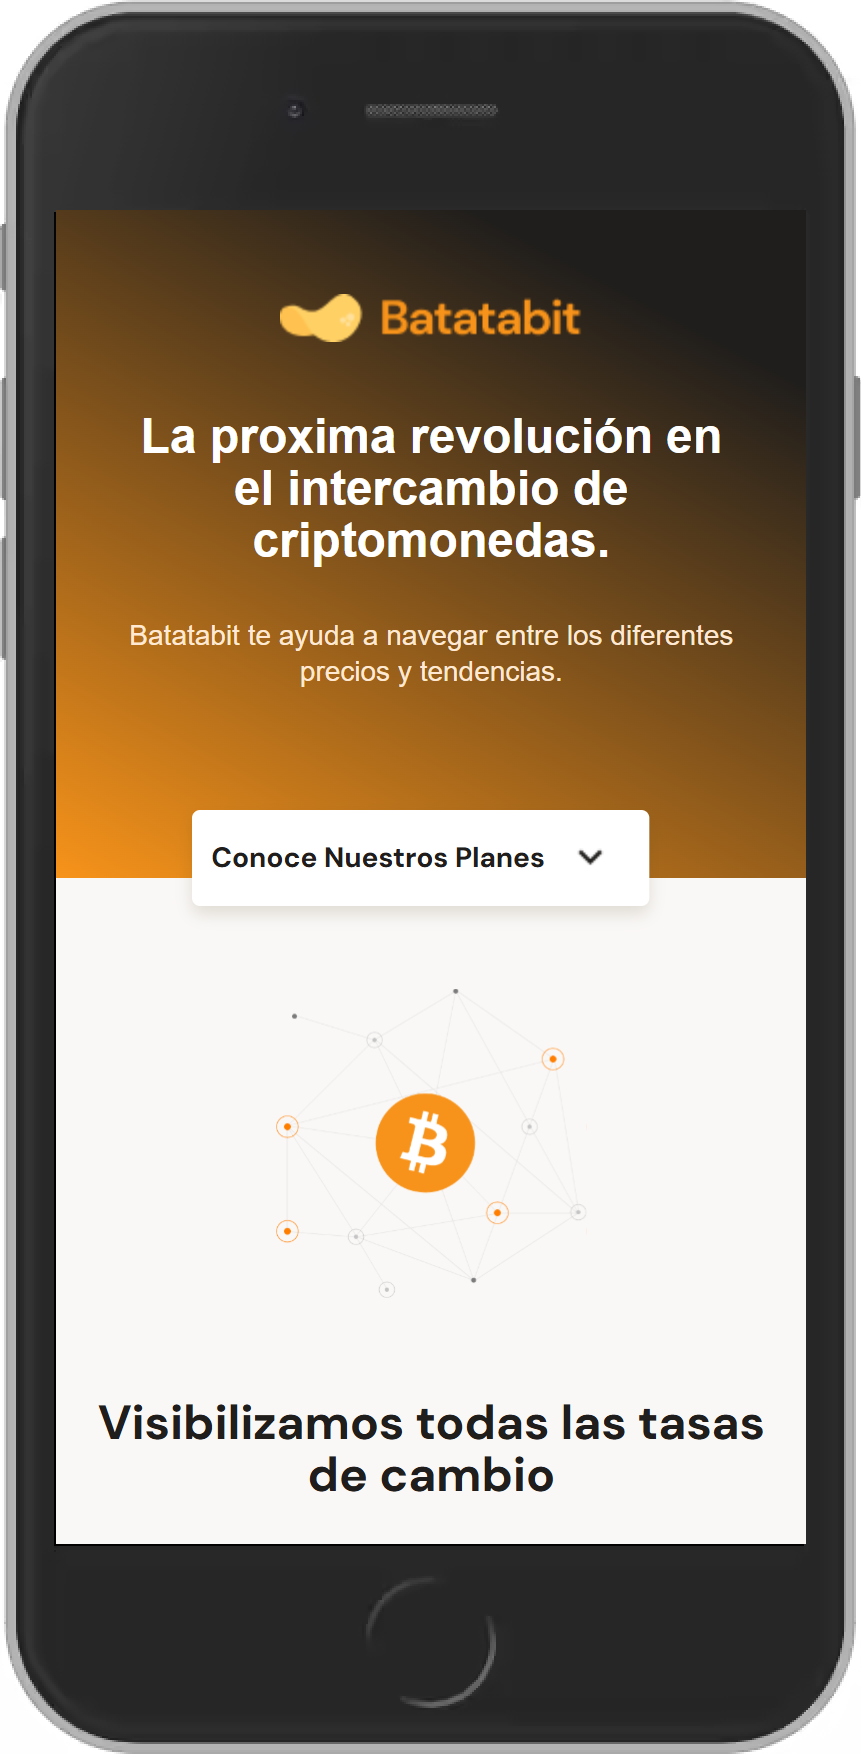 Batatabit
La proxima revolución en
el intercambio de
criptomonedas.
Batatabit te ayuda a navegar entre los diferentes
precios y tendencias.
Conoce Nuestros Planes
Visibilizamos todas las tasas
de cambio